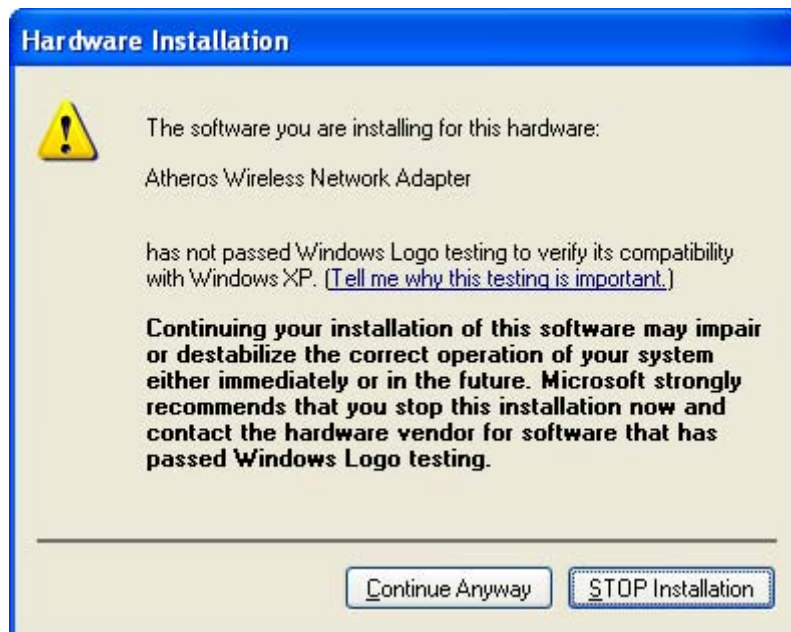 Hardware Installation
The software you are installing for this hardware:
Atheros Wireless Network Adapter
has not passed Windows Logo testing to verify its compatibility
with Windows XP. (Tell me why this testing is important.)
Continuing your installation of this software may impair
or destabilize the correct operation of your system
either immediately or in the future. Microsoft strongly
recommends that you stop this installation now and
contact the hardware vendor for software that has
passed Windows Logo testing.
Continue Anyway
STOP Installation